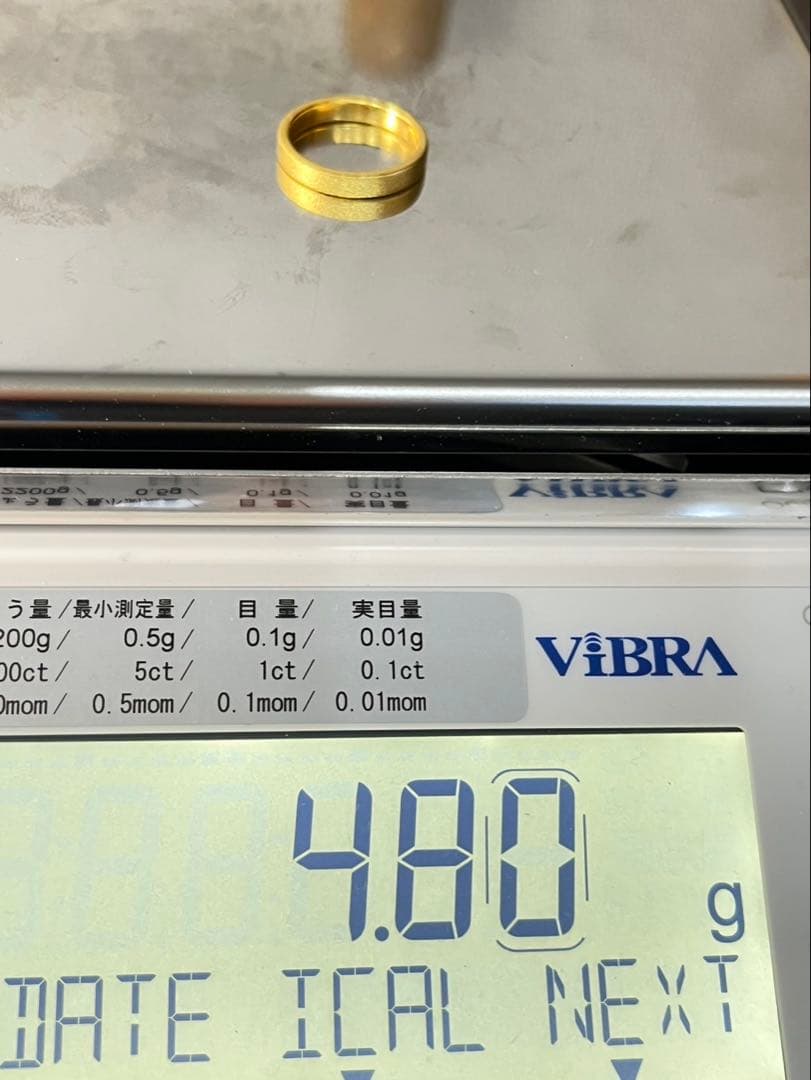 う量/最小測定量/ 目 量/ 実目量
200g/ 0.5g/ 0.1g/ 0.01g
00ct/ 5ct/ 1ct/ 0.1ct
0mom/ 0.5mom/ 0.1mom/ 0.01mom
ViBRA
4.80 g
DATE ICAL NEXT